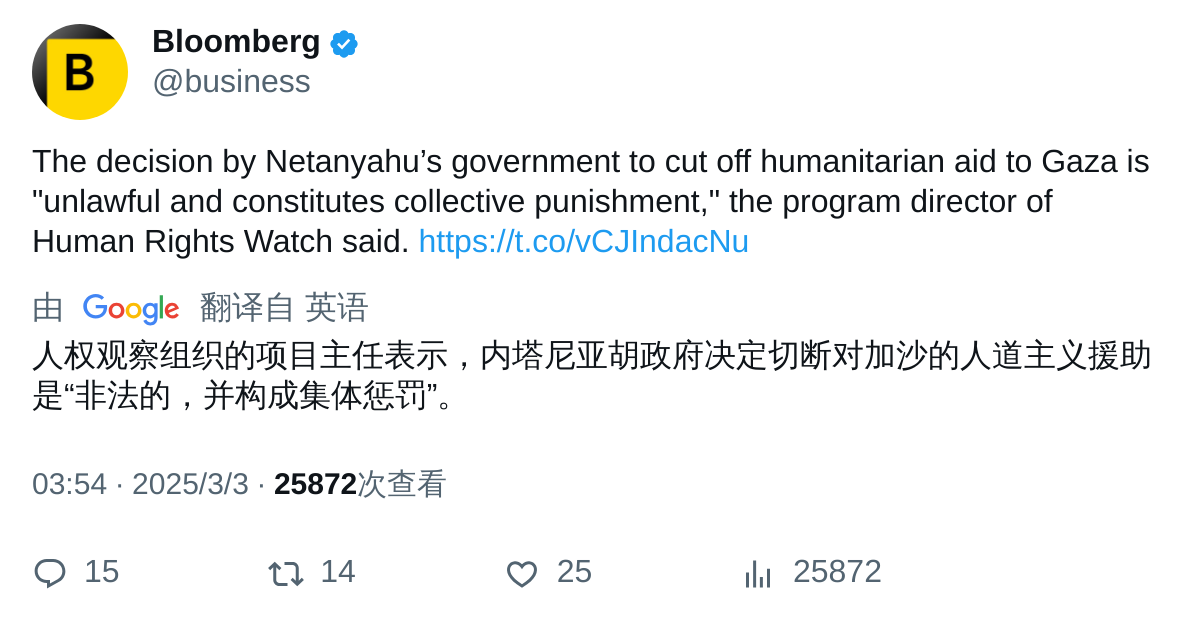 B
Bloomberg
@business
The decision by Netanyahu’s government to cut off humanitarian aid to Gaza is
"unlawful and constitutes collective punishment," the program director of
Human Rights Watch said. https://t.co/vCJIndacNu
由 Google 翻译自 英语
人权观察组织的项目主任表示，内塔尼亚胡政府决定切断对加沙的人道主义援助
是“非法的，并构成集体惩罚”。
03:54 · 2025/3/3 · 25872次查看
15 14 25 25872